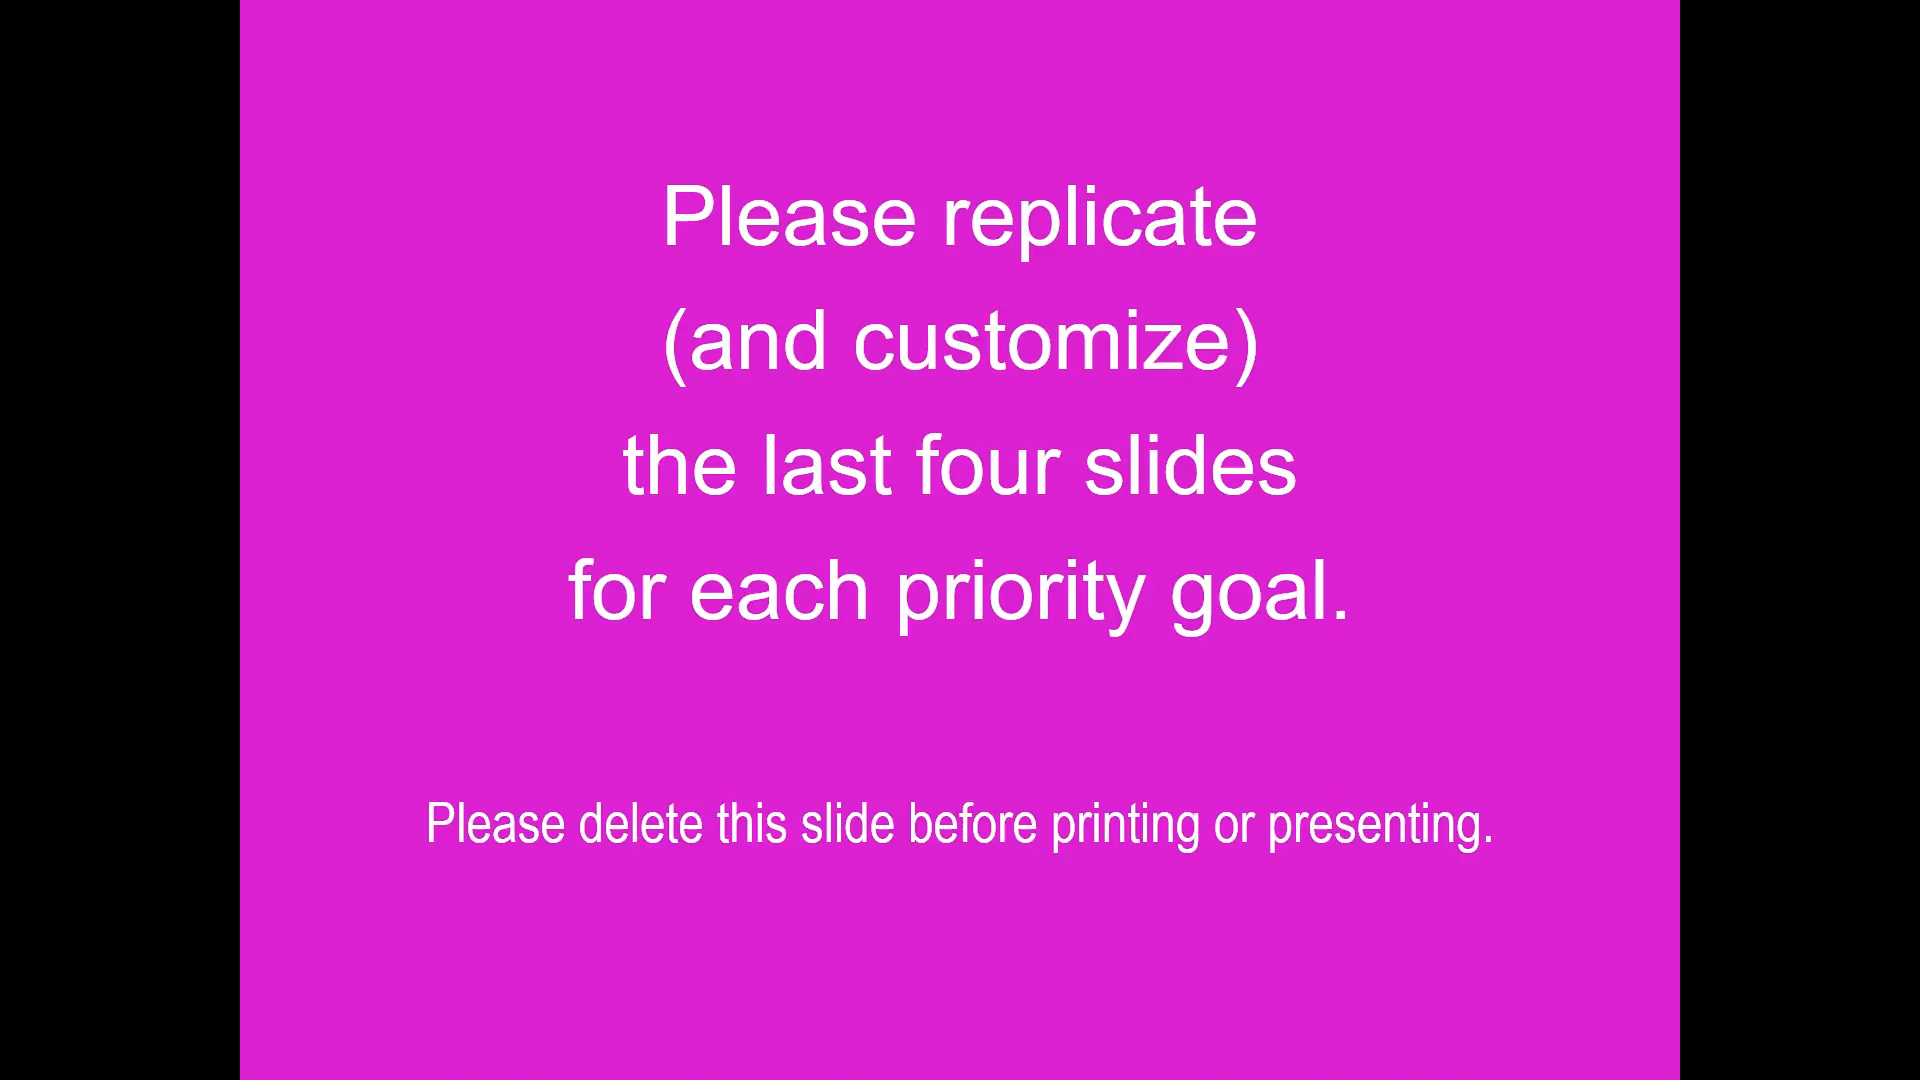 Please replicate
(and customize)
the last four slides
for each priority goal.
Please delete this slide before printing or presenting.